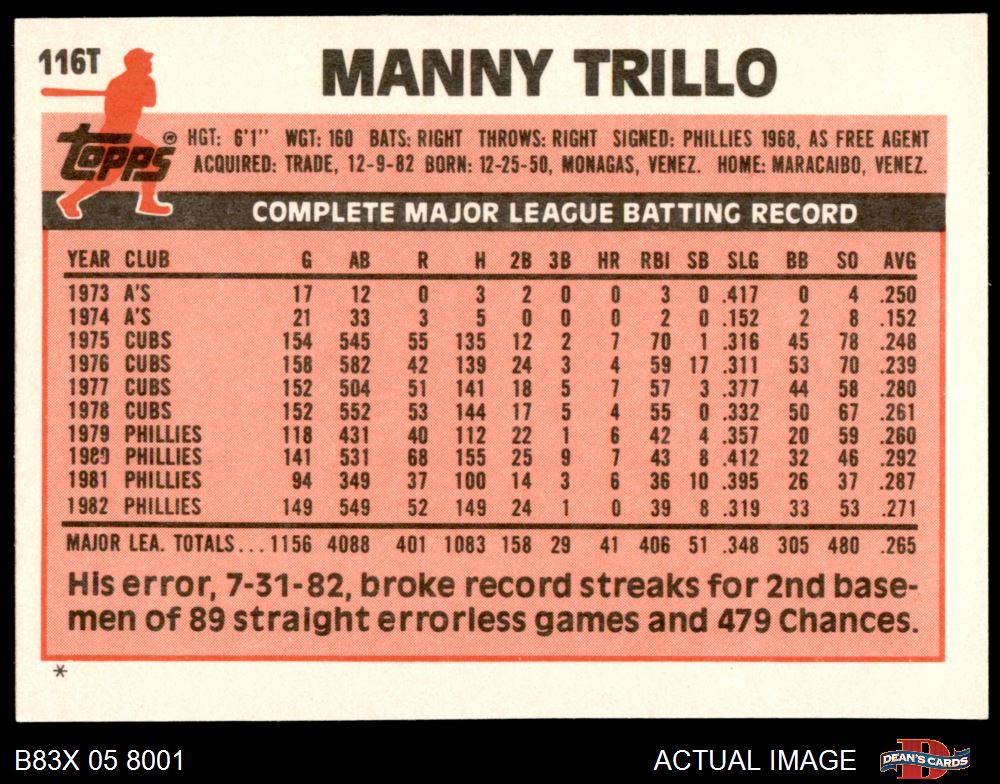 116T
MANNY TRILLO
topps®
HGT: 6'1" WGT: 160 BATS: RIGHT THROWS: RIGHT SIGNED: PHILLIES 1968, AS FREE AGENT
ACQUIRED: TRADE, 12-9-82 BORN: 12-25-50, MONAGAS, VENEZ. HOME: MARACAIBO, VENEZ.
COMPLETE MAJOR LEAGUE BATTING RECORD
YEAR CLUB G AB R H 2B 3B HR RBI SB SLG BB SO AVG
1973 A'S 17 12 0 3 2 0 0 3 0 .417 0 4 .250
1974 A'S 21 33 3 5 0 0 0 2 0 .152 2 8 .152
1975 CUBS 154 545 55 135 12 2 7 70 1 .316 45 78 .248
1976 CUBS 158 582 42 139 24 3 4 59 17 .311 53 70 .239
1977 CUBS 152 504 51 141 18 5 7 57 3 .377 44 58 .280
1978 CUBS 152 552 53 144 17 5 4 55 0 .332 50 67 .261
1979 PHILLIES 118 431 40 112 22 1 6 42 4 .357 20 59 .260
1980 PHILLIES 141 531 68 155 25 9 7 43 8 .412 32 46 .292
1981 PHILLIES 94 349 37 100 14 3 6 36 10 .395 26 37 .287
1982 PHILLIES 149 549 52 149 24 1 0 39 8 .319 33 53 .271
MAJOR LEA. TOTALS...1156 4088 401 1083 158 29 41 406 51 .348 305 480 .265
His error, 7-31-82, broke record streaks for 2nd base-
men of 89 straight errorless games and 479 Chances.
*
B83X 05 8001 ACTUAL IMAGE DEAN'S CARDS